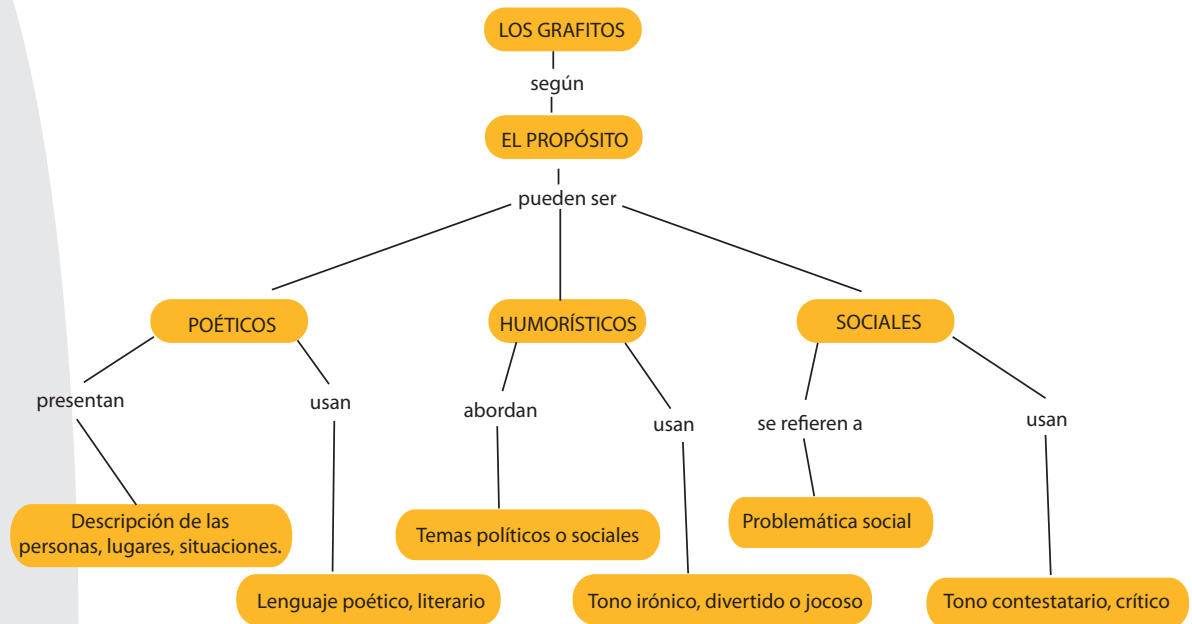 LOS GRAFITOS
según
EL PROPÓSITO
pueden ser
POÉTICOS
HUMORÍSTICOS
SOCIALES
presentan
usan
abordan
usan
se refieren a
usan
Descripción de las
personas, lugares, situaciones.
Lenguaje poético, literario
Temas políticos o sociales
Tono irónico, divertido o jocoso
Problemática social
Tono contestatario, crítico